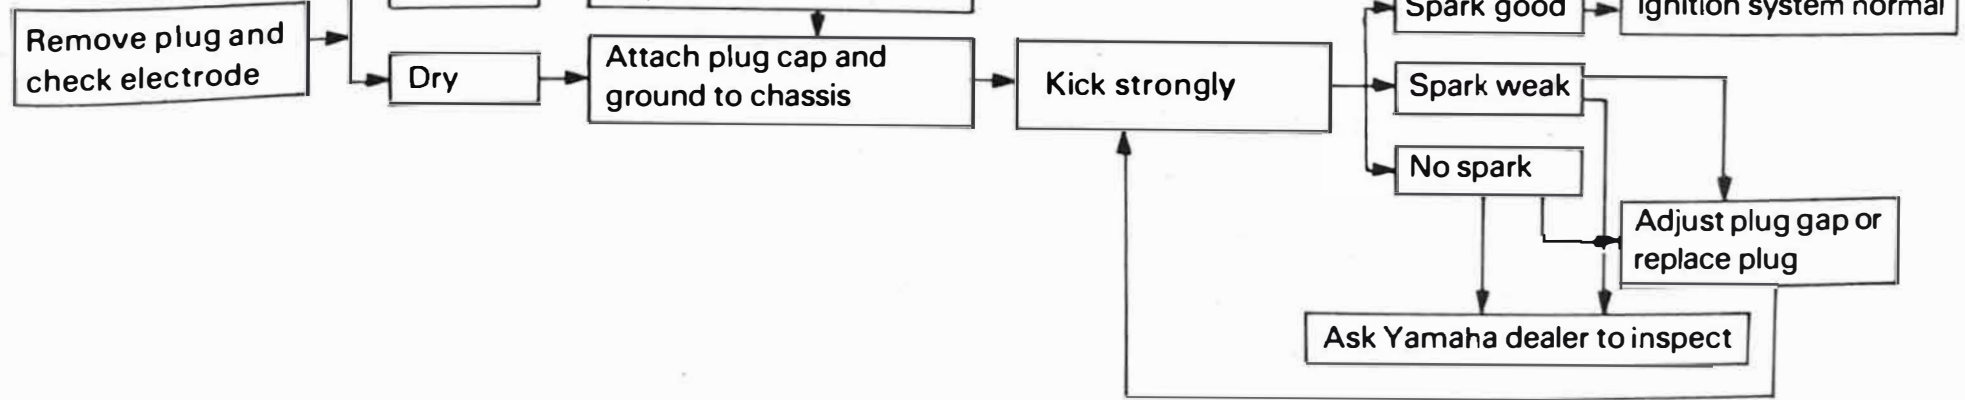 Remove plug and
check electrode
Dry
Attach plug cap and
ground to chassis
Kick strongly
Spark good
Ignition system normal
Spark weak
No spark
Adjust plug gap or
replace plug
Ask Yamaha dealer to inspect